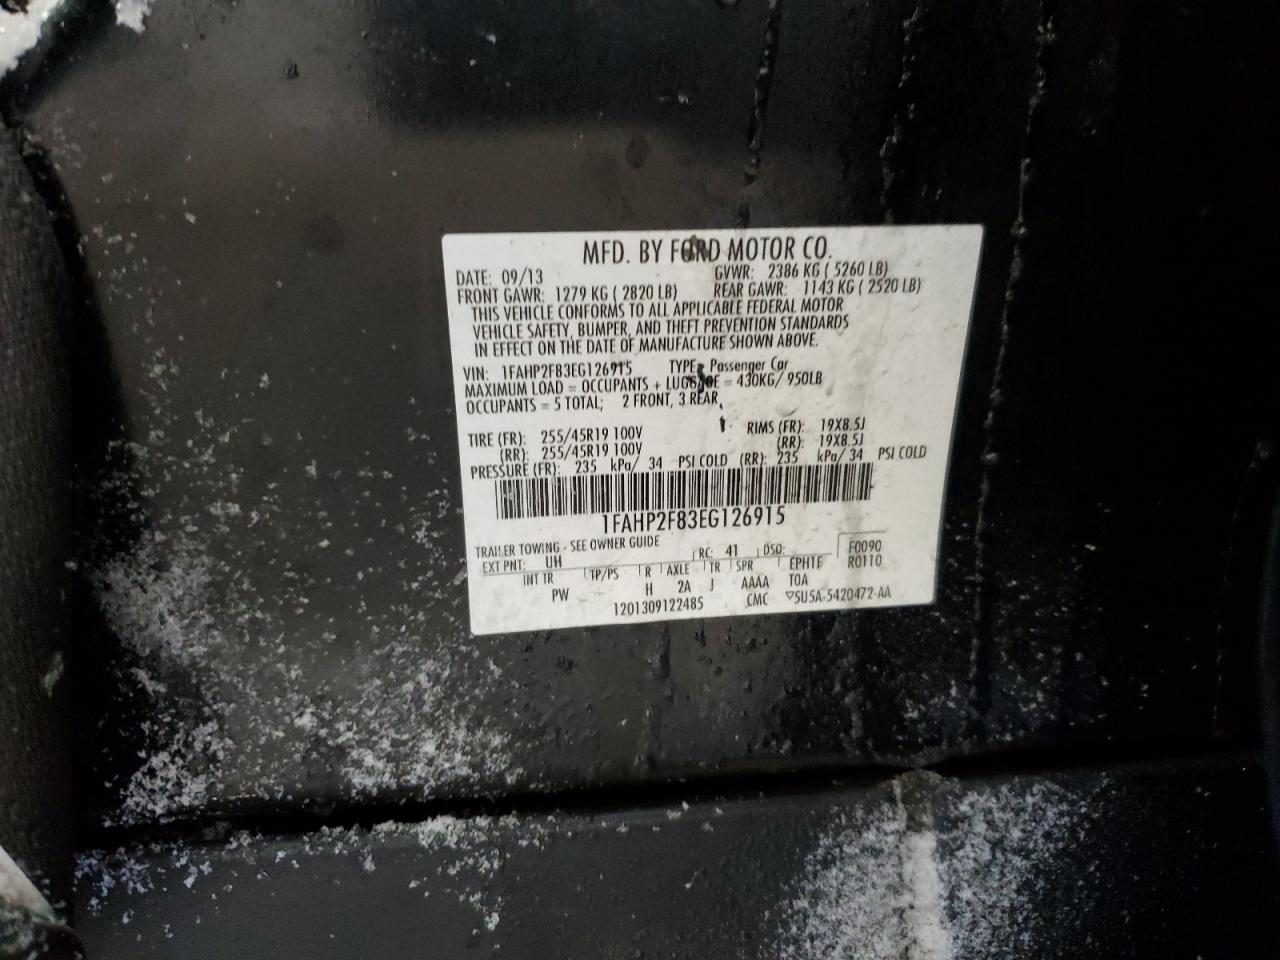 MFD. BY FORD MOTOR CO.
DATE: 09/13 GVWR: 2386 KG ( 5260 LB)
FRONT GAWR: 1279 KG ( 2820 LB) REAR GAWR: 1143 KG ( 2520 LB)
THIS VEHICLE CONFORMS TO ALL APPLICABLE FEDERAL MOTOR
VEHICLE SAFETY, BUMPER, AND THEFT PREVENTION STANDARDS
IN EFFECT ON THE DATE OF MANUFACTURE SHOWN ABOVE.
VIN: 1FAHP2F83EG126915 TYPE: Passenger Car
MAXIMUM LOAD = OCCUPANTS + LUGGAGE = 430KG/ 950LB
OCCUPANTS = 5 TOTAL; 2 FRONT, 3 REAR
TIRE (FR): 255/45R19 100V RIMS (FR): 19X8.5J
(RR): 255/45R19 100V (RR): 19X8.5J
PRESSURE (FR): 235 kPa/ 34 PSI COLD (RR): 235 kPa/ 34 PSI COLD
1FAHP2F83EG126915
TRAILER TOWING - SEE OWNER GUIDE
EXT PNT: UH RC: 41 DSO: F0090
INT TR TP/PS R AXLE TR SPR EPHTE R0110
PW H 2A J AAAA TOA
1201309122485 CMC ▽5U5A-5420472-AA